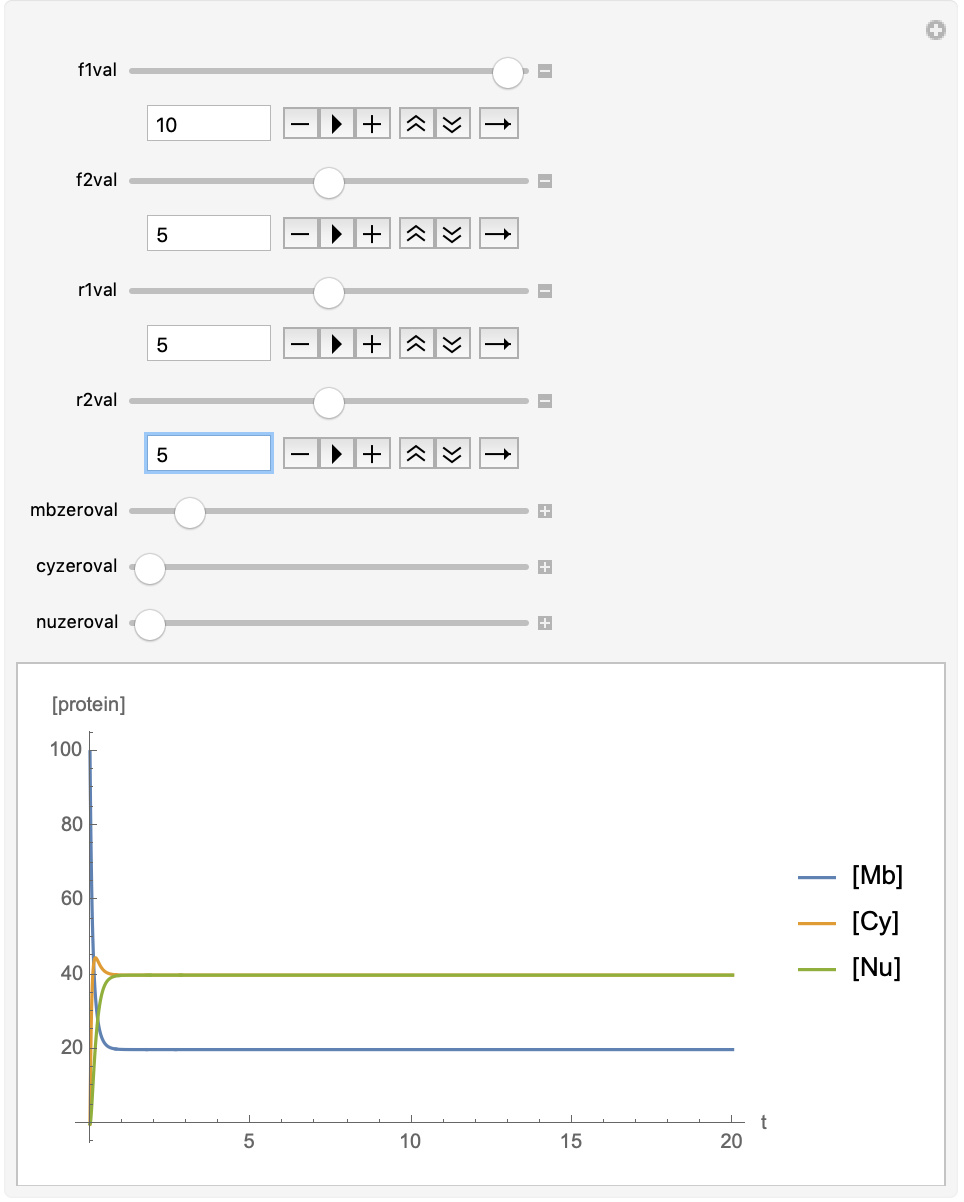 f1val
10
f2val
5
r1val
5
r2val
5
mbzeroval
cyzeroval
nuzeroval
[protein]
100
80
60
40
20
5 10 15 20 t
[Mb]
[Cy]
[Nu]